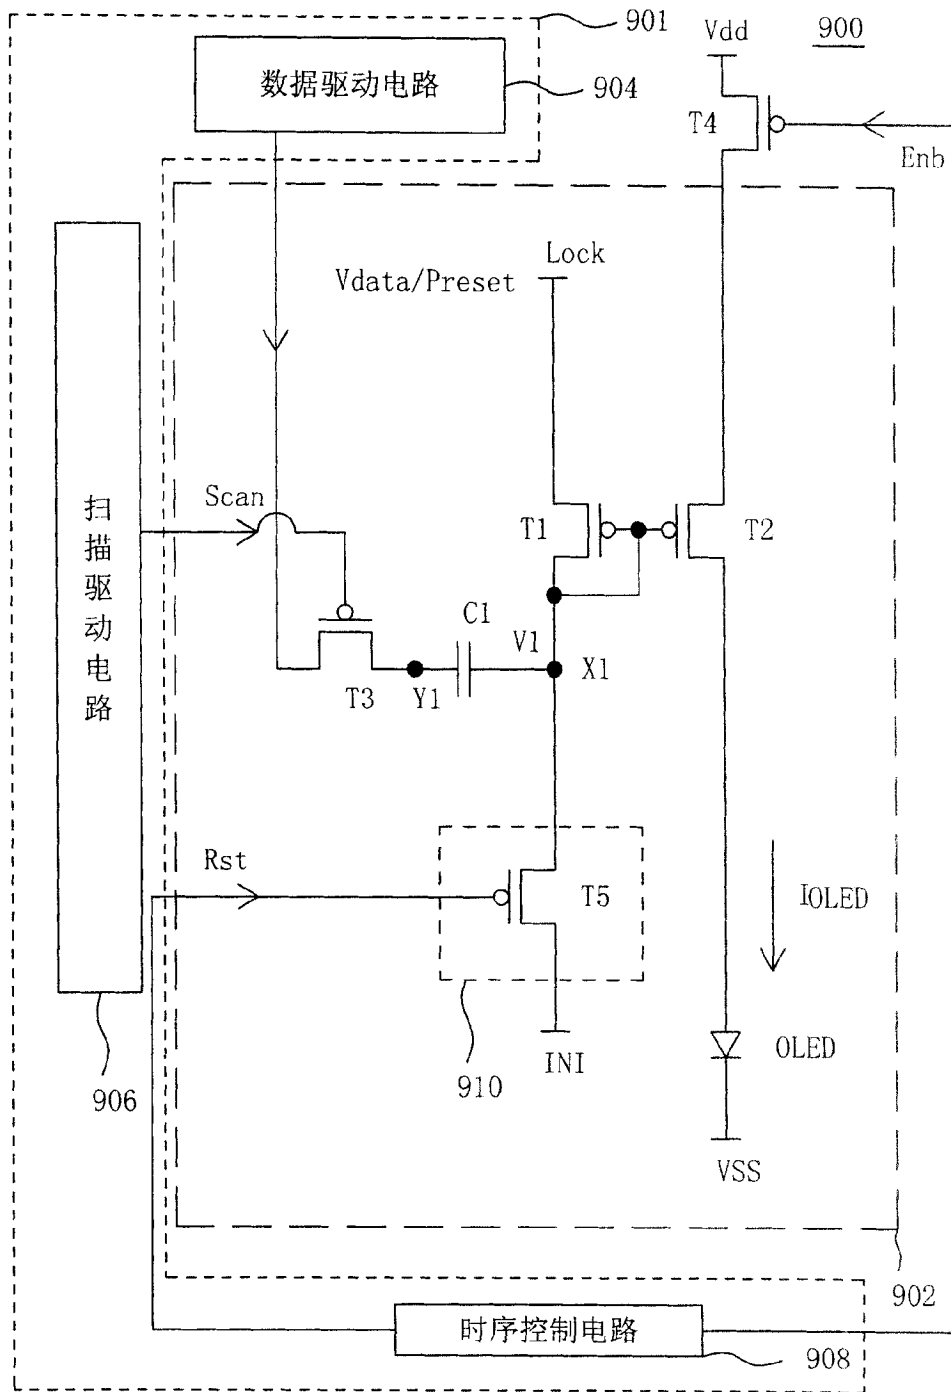 901
Vdd
900
数据驱动电路
904
T4
Enb
Lock
Vdata/Preset
扫描驱动电路
Scan
T1
T2
C1
V1
X1
T3
Y1
Rst
T5
IOLED
INI
OLED
906
910
VSS
902
时序控制电路
908